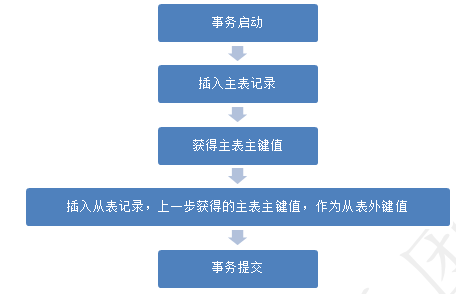 事务启动
插入主表记录
获得主表主键值
插入从表记录，上一步获得的主表主键值，作为从表外键值
事务提交
团